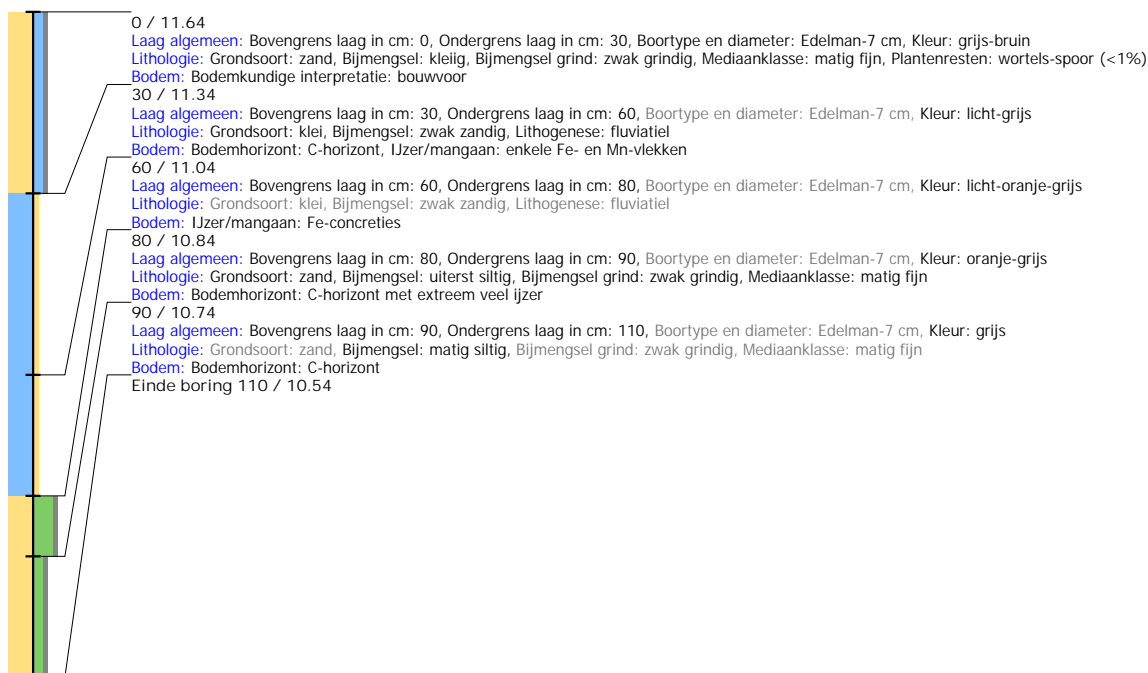 0 / 11.64
Laag algemeen: Bovengrens laag in cm: 0, Ondergrens laag in cm: 30, Boortype en diameter: Edelman-7 cm, Kleur: grijs-bruin
Lithologie: Grondsoort: zand, Bijmengsel: kleiig, Bijmengsel grind: zwak grindig, Mediaanklasse: matig fijn, Plantenresten: wortels-spoor (<1%)
Bodem: Bodemkundige interpretatie: bouwvoor
30 / 11.34
Laag algemeen: Bovengrens laag in cm: 30, Ondergrens laag in cm: 60, Boortype en diameter: Edelman-7 cm, Kleur: licht-grijs
Lithologie: Grondsoort: klei, Bijmengsel: zwak zandig, Lithogenese: fluviatiel
Bodem: Bodemhorizont: C-horizont, IJzer/mangaan: enkele Fe- en Mn-vlekken
60 / 11.04
Laag algemeen: Bovengrens laag in cm: 60, Ondergrens laag in cm: 80, Boortype en diameter: Edelman-7 cm, Kleur: licht-oranje-grijs
Lithologie: Grondsoort: klei, Bijmengsel: zwak zandig, Lithogenese: fluviatiel
Bodem: IJzer/mangaan: Fe-concreties
80 / 10.84
Laag algemeen: Bovengrens laag in cm: 80, Ondergrens laag in cm: 90, Boortype en diameter: Edelman-7 cm, Kleur: oranje-grijs
Lithologie: Grondsoort: zand, Bijmengsel: uiterst siltig, Bijmengsel grind: zwak grindig, Mediaanklasse: matig fijn
Bodem: Bodemhorizont: C-horizont met extreem veel ijzer
90 / 10.74
Laag algemeen: Bovengrens laag in cm: 90, Ondergrens laag in cm: 110, Boortype en diameter: Edelman-7 cm, Kleur: grijs
Lithologie: Grondsoort: zand, Bijmengsel: matig siltig, Bijmengsel grind: zwak grindig, Mediaanklasse: matig fijn
Bodem: Bodemhorizont: C-horizont
Einde boring 110 / 10.54